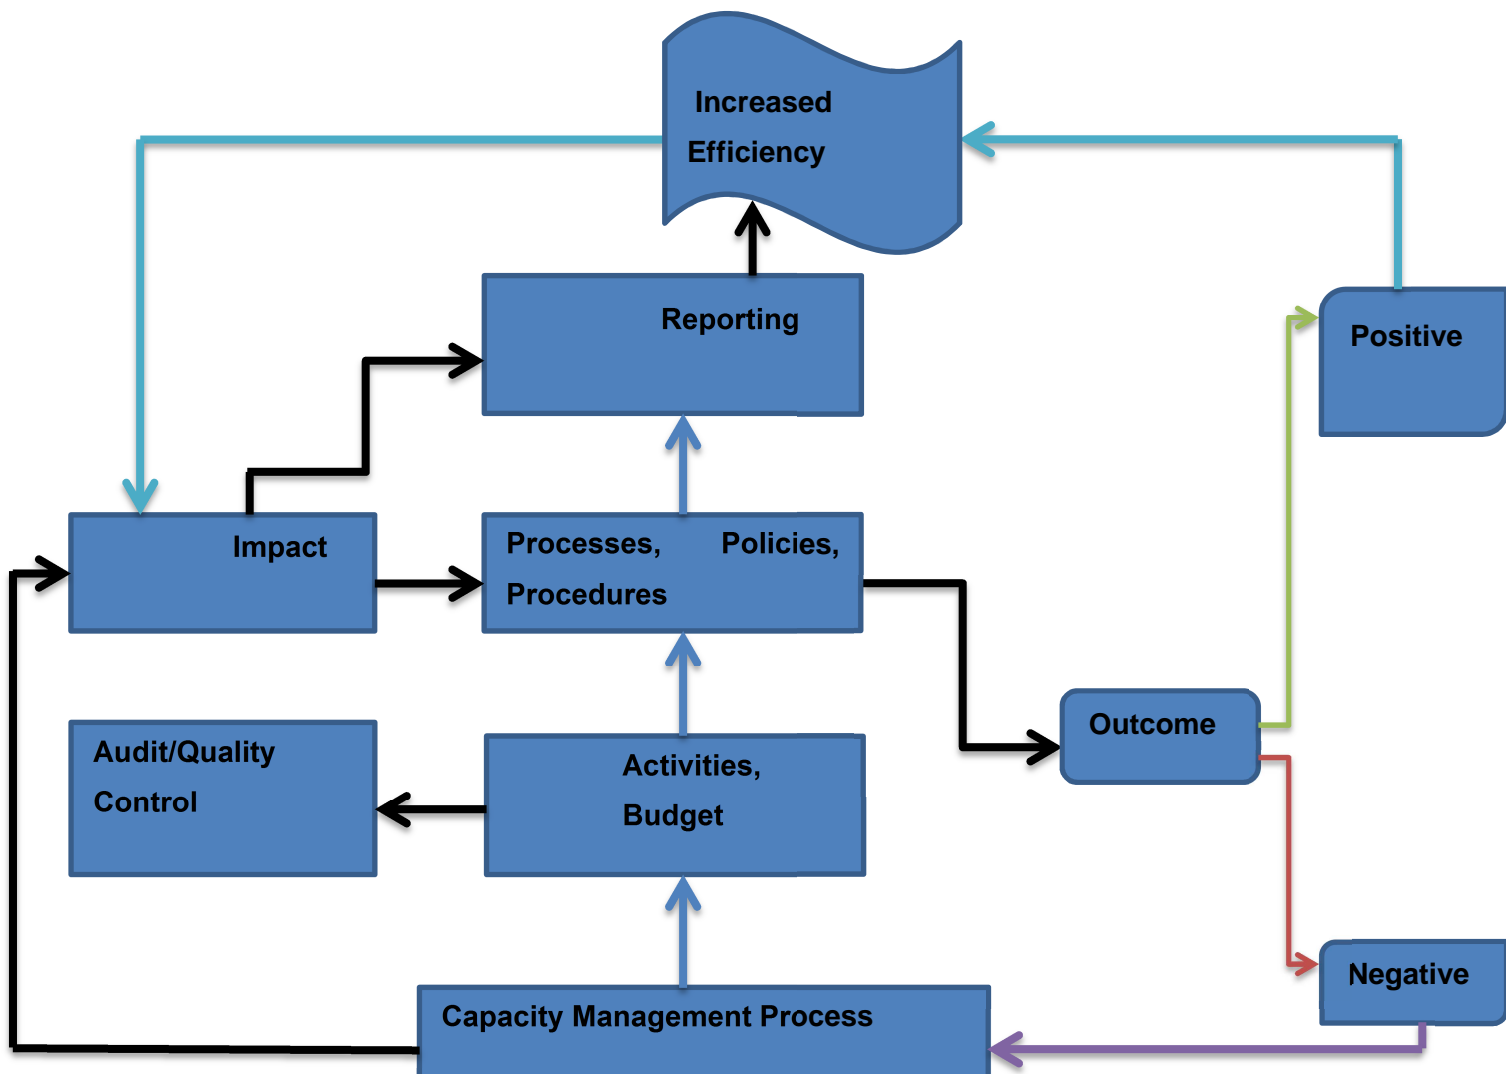 Increased
Efficiency
Reporting
Positive
Impact
Processes, Policies,
Procedures
Outcome
Audit/Quality
Control
Activities,
Budget
Negative
Capacity Management Process